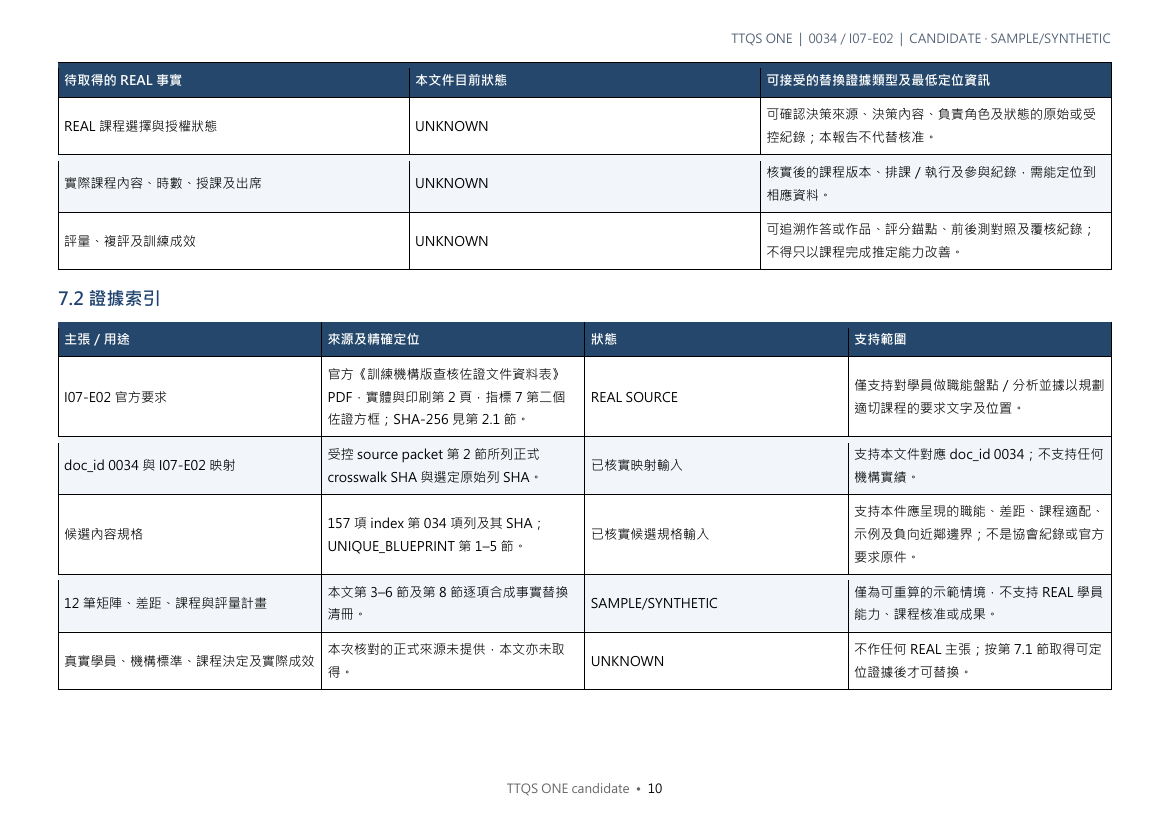 TTQS ONE | 0034 / I07-E02 | CANDIDATE · SAMPLE/SYNTHETIC
待取得的 REAL 事實
本文件目前狀態
可接受的替換證據類型及最低定位資訊
REAL 課程選擇與授權狀態
UNKNOWN
可確認決策來源、決策內容、負責角色及狀態的原始或受
控紀錄；本報告不代替核准。
實際課程內容、時數、授課及出席
UNKNOWN
核實後的課程版本、排課 / 執行及參與紀錄，需能定位到
相應資料。
評量、複評及訓練成效
UNKNOWN
可追溯作答或作品、評分錨點、前後測對照及覆核紀錄；
不得只以課程完成推定能力改善。
7.2 證據索引
主張 / 用途
來源及精確定位
狀態
支持範圍
I07-E02 官方要求
官方《訓練機構版查核佐證文件資料表》
PDF，實體與印刷第 2 頁，指標 7 第二個
佐證方框；SHA-256 見第 2.1 節。
REAL SOURCE
僅支持對學員做職能盤點 / 分析並據以規劃
適切課程的要求文字及位置。
doc_id 0034 與 I07-E02 映射
受控 source packet 第 2 節所列正式
crosswalk SHA 與選定原始列 SHA。
已核實映射輸入
支持本文件對應 doc_id 0034；不支持任何
機構實績。
候選內容規格
157 項 index 第 034 項列及其 SHA；
UNIQUE_BLUEPRINT 第 1–5 節。
已核實候選規格輸入
支持本件應呈現的職能、差距、課程適配、
示例及負向近鄰邊界；不是協會紀錄或官方
要求原件。
12 筆矩陣、差距、課程與評量計畫
本文第 3–6 節及第 8 節逐項合成事實替換
清冊。
SAMPLE/SYNTHETIC
僅為可重算的示範情境，不支持 REAL 學員
能力、課程核准或成果。
真實學員、機構標準、課程決定及實際成效
本次核對的正式來源未提供，本文亦未取
得。
UNKNOWN
不作任何 REAL 主張；按第 7.1 節取得可定
位證據後才可替換。
TTQS ONE candidate • 10